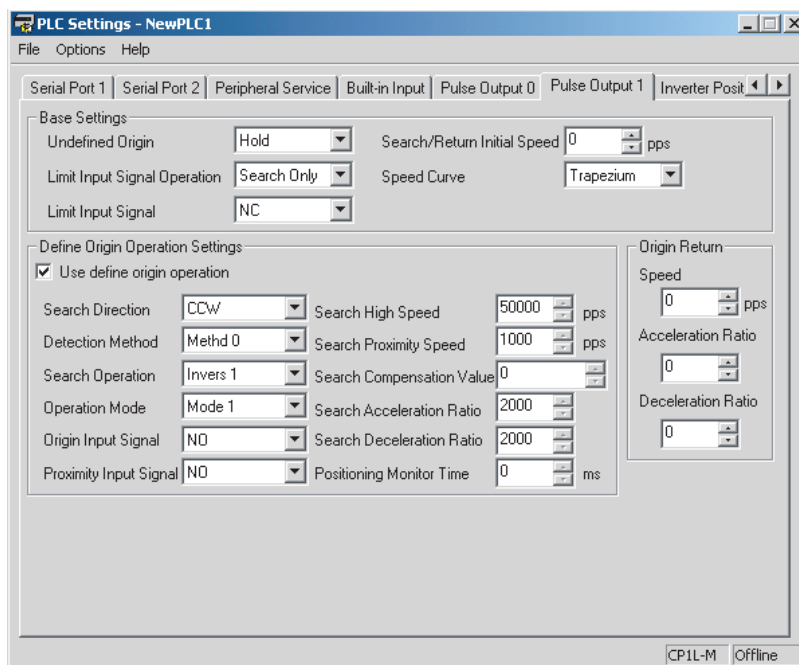 PLC Settings - NewPLC1
File Options Help
Serial Port 1 Serial Port 2 Peripheral Service Built-in Input Pulse Output 0 Pulse Output 1 Inverter Posit
Base Settings
Undefined Origin Hold Search/Return Initial Speed 0 pps
Limit Input Signal Operation Search Only Speed Curve Trapezium
Limit Input Signal NC
Define Origin Operation Settings
Use define origin operation
Search Direction CCW Search High Speed 50000 pps
Detection Method Methd 0 Search Proximity Speed 1000 pps
Search Operation Invers 1 Search Compensation Value 0
Operation Mode Mode 1 Search Acceleration Ratio 2000
Origin Input Signal NO Search Deceleration Ratio 2000
Proximity Input Signal NO Positioning Monitor Time 0 ms
Origin Return
Speed
0 pps
Acceleration Ratio
0
Deceleration Ratio
0
CP1L-M Offline